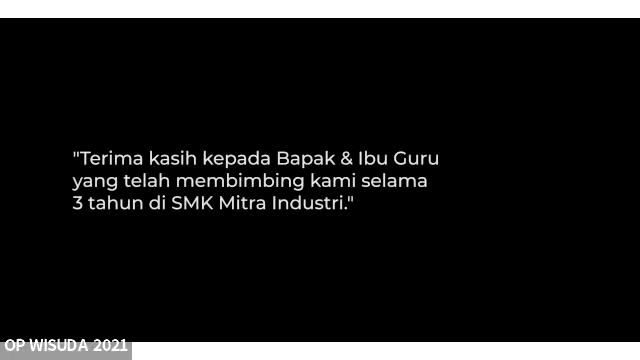 "Terima kasih kepada Bapak & Ibu Guru
yang telah membimbing kami selama
3 tahun di SMK Mitra Industri."
OP WISUDA 2021